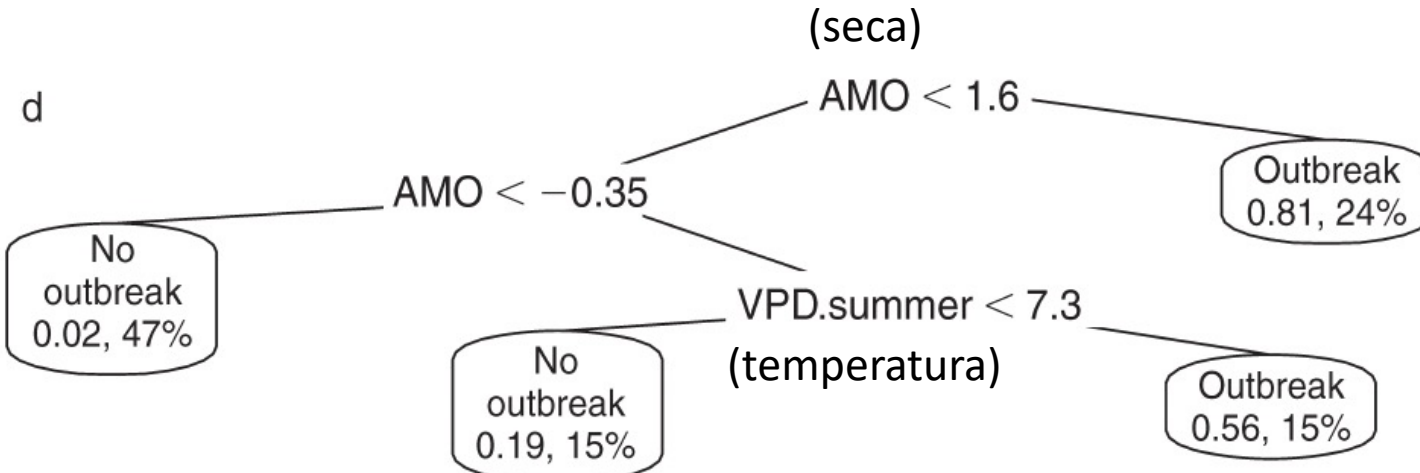 (seca)
d
AMO < 1.6
AMO < −0.35
Outbreak
0.81, 24%
No
outbreak
0.02, 47%
VPD.summer < 7.3
(temperatura)
No
outbreak
0.19, 15%
Outbreak
0.56, 15%